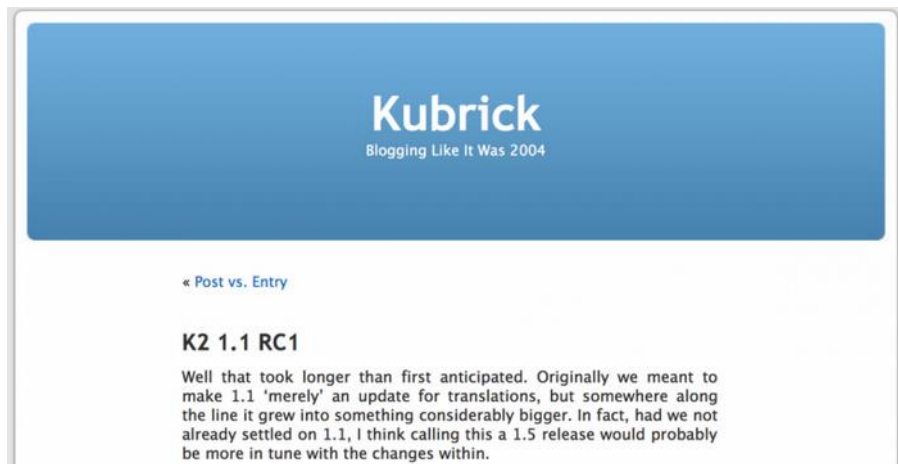 Kubrick
Blogging Like It Was 2004
« Post vs. Entry
K2 1.1 RC1
Well that took longer than first anticipated. Originally we meant to
make 1.1 ‘merely’ an update for translations, but somewhere along
the line it grew into something considerably bigger. In fact, had we not
already settled on 1.1, I think calling this a 1.5 release would probably
be more in tune with the changes within.